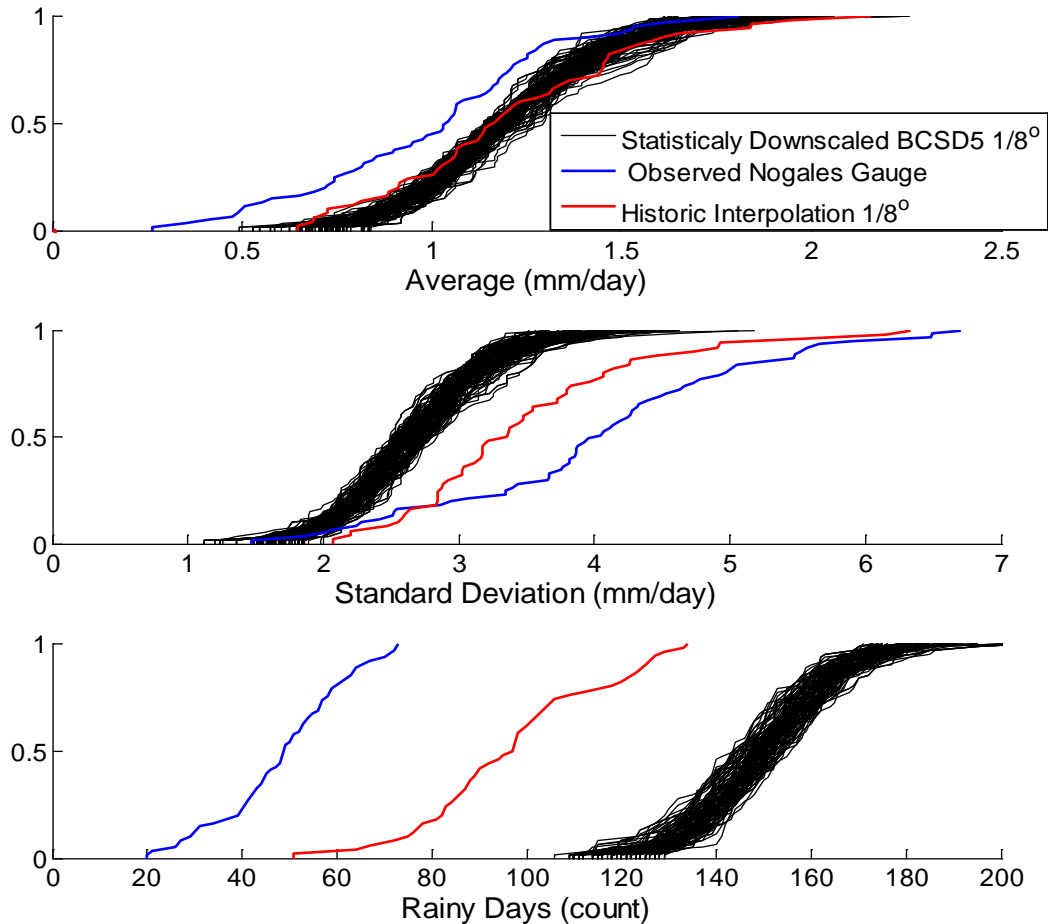 1
0.5
0
Statisticaly Downscaled BCSD5 1/8º
Observed Nogales Gauge
Historic Interpolation 1/8º
0.5 1 1.5 2 2.5
Average (mm/day)
1
0.5
0
0 1 2 3 4 5 6 7
Standard Deviation (mm/day)
1
0.5
0
0 20 40 60 80 100 120 140 160 180 200
Rainy Days (count)